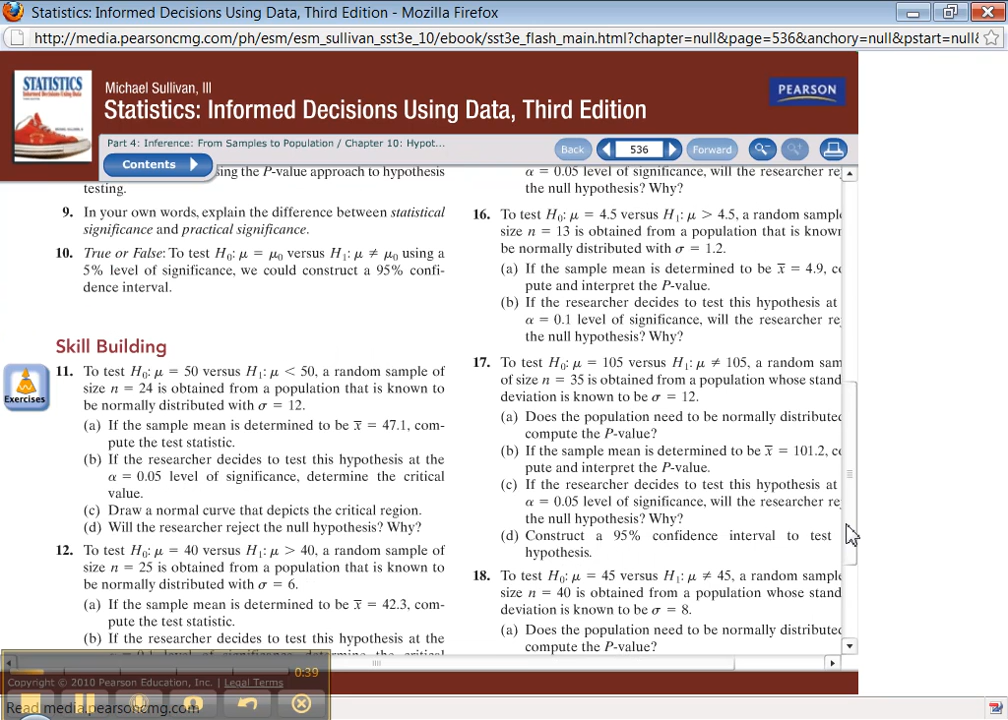 Statistics: Informed Decisions Using Data, Third Edition - Mozilla Firefox
http://media.pearsoncmg.com/ph/esm/esm_sullivan_sst3e_10/ebook/sst3e_flash_main.html?chapter=null&page=536&anchory=null&pstart=null&
STATISTICS
Michael Sullivan, III
Statistics: Informed Decisions Using Data, Third Edition
PEARSON
Part 4: Inference: From Samples to Population / Chapter 10: Hypot...
Contents
Back
536
Forward
sing the P-value approach to hypothesis
testing.
9. In your own words, explain the difference between statistical
significance and practical significance.
10. True or False: To test H₀: μ = μ₀ versus H₁: μ ≠ μ₀ using a
5% level of significance, we could construct a 95% confi-
dence interval.
Skill Building
Exercises
11. To test H₀: μ = 50 versus H₁: μ < 50, a random sample of
size n = 24 is obtained from a population that is known to
be normally distributed with σ = 12.
(a) If the sample mean is determined to be x̄ = 47.1, com-
pute the test statistic.
(b) If the researcher decides to test this hypothesis at the
α = 0.05 level of significance, determine the critical
value.
(c) Draw a normal curve that depicts the critical region.
(d) Will the researcher reject the null hypothesis? Why?
12. To test H₀: μ = 40 versus H₁: μ > 40, a random sample of
size n = 25 is obtained from a population that is known to
be normally distributed with σ = 6.
(a) If the sample mean is determined to be x̄ = 42.3, com-
pute the test statistic.
(b) If the researcher decides to test this hypothesis at the
α = 0.1 level of significance, determine the critical
α = 0.05 level of significance, will the researcher re
the null hypothesis? Why?
16. To test H₀: μ = 4.5 versus H₁: μ > 4.5, a random sample
size n = 13 is obtained from a population that is known
be normally distributed with σ = 1.2.
(a) If the sample mean is determined to be x̄ = 4.9, co
pute and interpret the P-value.
(b) If the researcher decides to test this hypothesis at
α = 0.1 level of significance, will the researcher re
the null hypothesis? Why?
17. To test H₀: μ = 105 versus H₁: μ ≠ 105, a random sam
of size n = 35 is obtained from a population whose stand
deviation is known to be σ = 12.
(a) Does the population need to be normally distribute
compute the P-value?
(b) If the sample mean is determined to be x̄ = 101.2, co
pute and interpret the P-value.
(c) If the researcher decides to test this hypothesis at
α = 0.05 level of significance, will the researcher re
the null hypothesis? Why?
(d) Construct a 95% confidence interval to test
hypothesis.
18. To test H₀: μ = 45 versus H₁: μ ≠ 45, a random sample
size n = 40 is obtained from a population whose stand
deviation is known to be σ = 8.
(a) Does the population need to be normally distribute
compute the P-value?
0:39
Copyright © 2010 Pearson Education, Inc. | Legal Terms
Read media.pearsoncmg.com